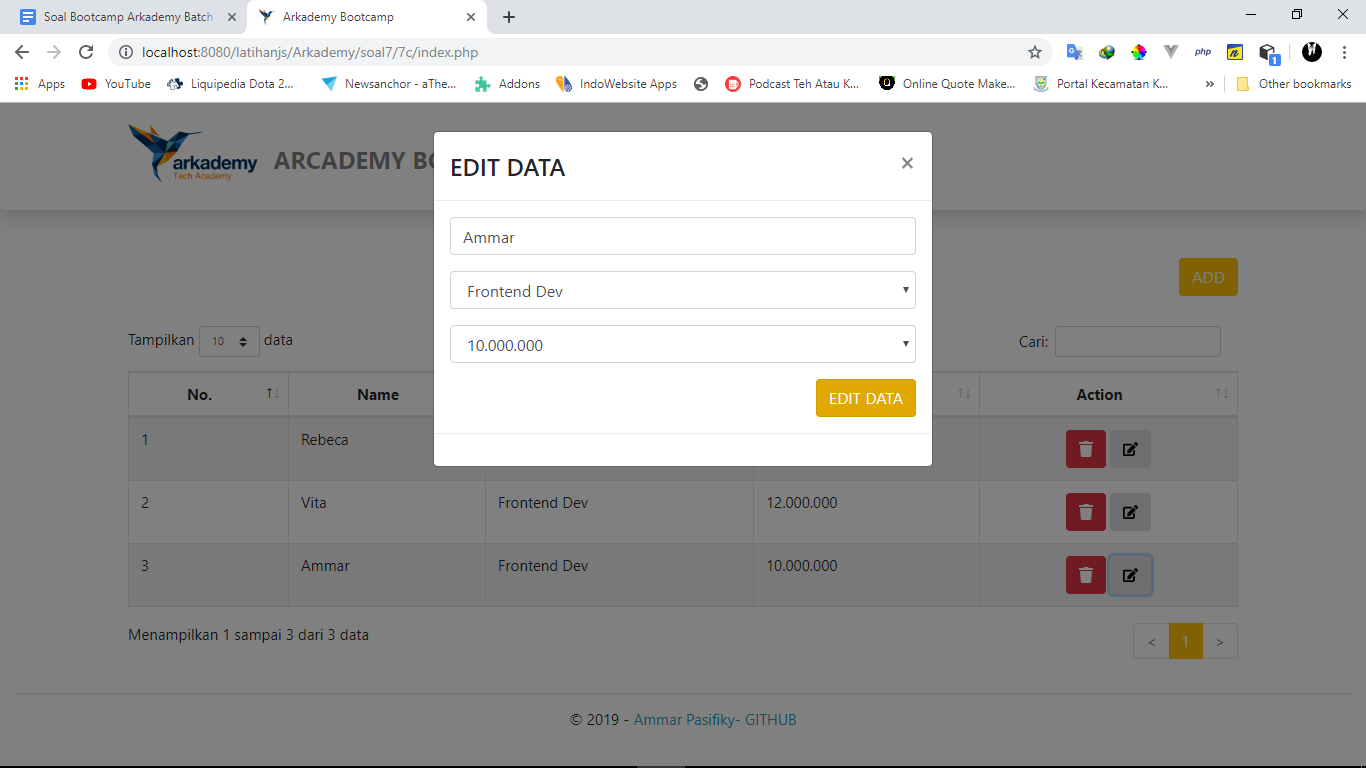 Soal Bootcamp Arkademy Batch
Arkademy Bootcamp
localhost:8080/latihanjs/Arkademy/soal7/7c/index.php
php
n
1
Apps YouTube Liquipedia Dota 2... Newsanchor - aThe... Addons IndoWebsite Apps Podcast Teh Atau K... Online Quote Make... Portal Kecamatan K... » Other bookmarks
arkademy
Tech Academy
ARCADEMY BO
EDIT DATA ×
Ammar
Frontend Dev
10.000.000
EDIT DATA
ADD
Tampilkan 10 data Cari:
No. Name Action
1 Rebeca
2 Vita Frontend Dev 12.000.000
3 Ammar Frontend Dev 10.000.000
Menampilkan 1 sampai 3 dari 3 data < 1 >
© 2019 - Ammar Pasifiky- GITHUB